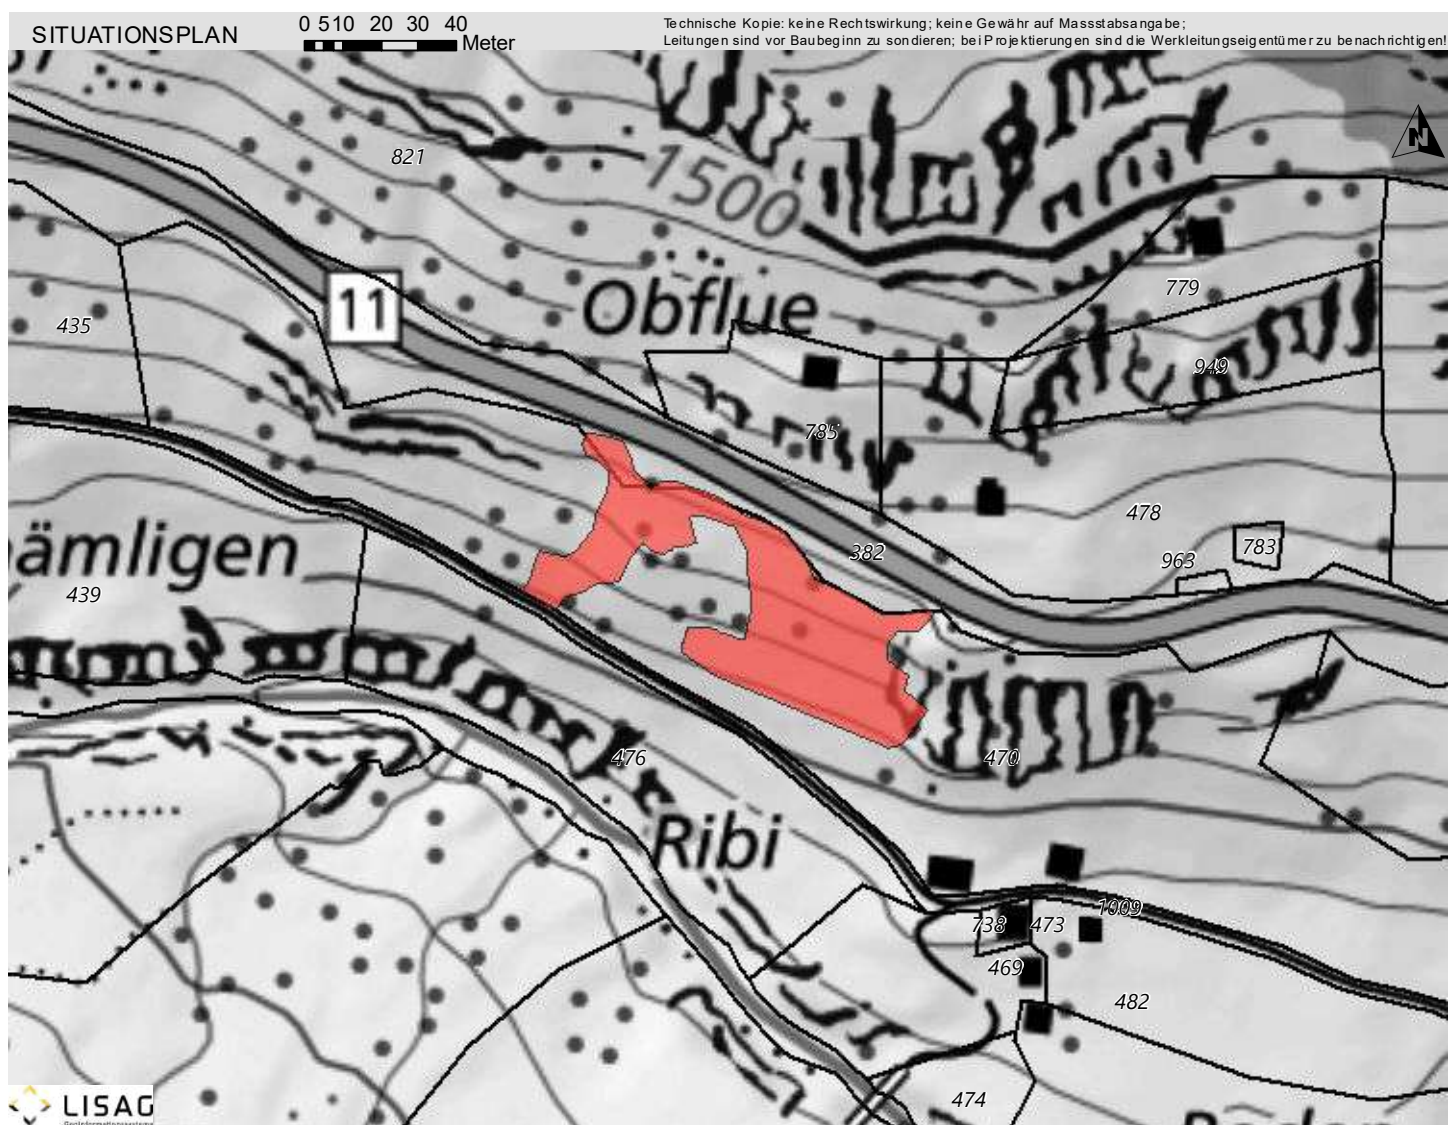 SITUATIONSPLAN
0 5 10 20 30 40
Meter
Technische Kopie: keine Rechtswirkung; keine Gewähr auf Massstabsangabe;
Leitungen sind vor Baubeginn zu sondieren; bei Projektierungen sind die Werkleitungseigentümer zu benachrichtigen!
N
821
1500
779
11
Obflue
435
949
785
478
382
783
963
ämligen
439
476
470
Ribi
1009
738
473
469
482
474
LISAG
Geoinformationssysteme